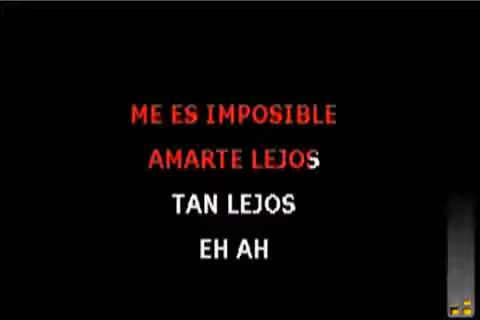 ME ES IMPOSIBLE
AMARTE LEJOS
TAN LEJOS
EH AH